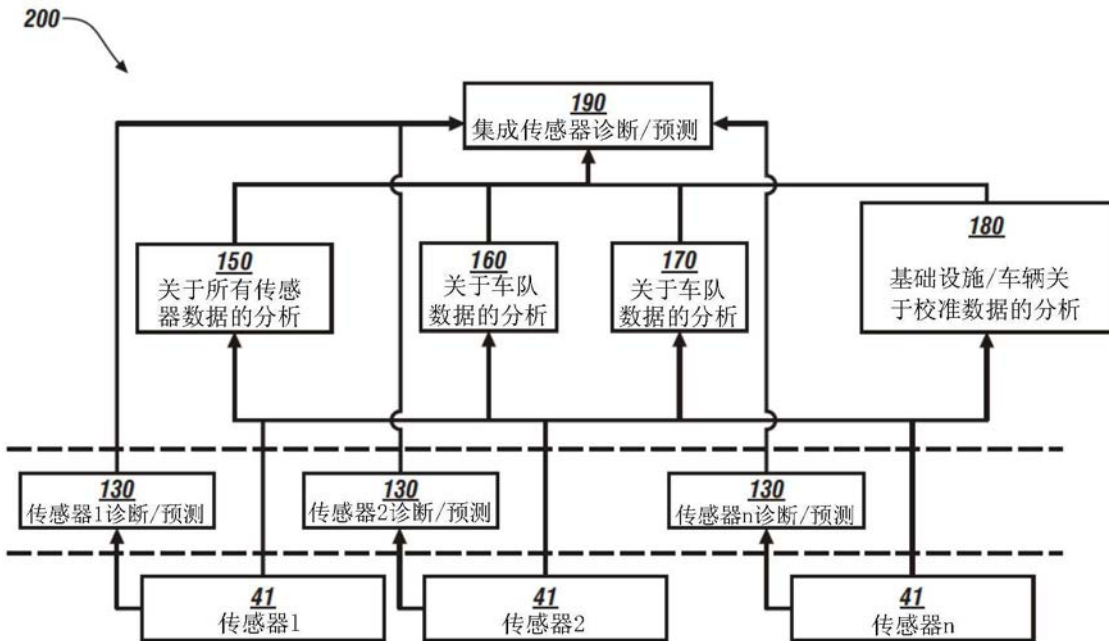 200
190
集成传感器诊断/预测
150
关于所有传感
器数据的分析
160
关于车队
数据的分析
170
关于车队
数据的分析
180
基础设施/车辆关
于校准数据的分析
130
传感器1诊断/预测
130
传感器2诊断/预测
130
传感器n诊断/预测
41
传感器1
41
传感器2
41
传感器n